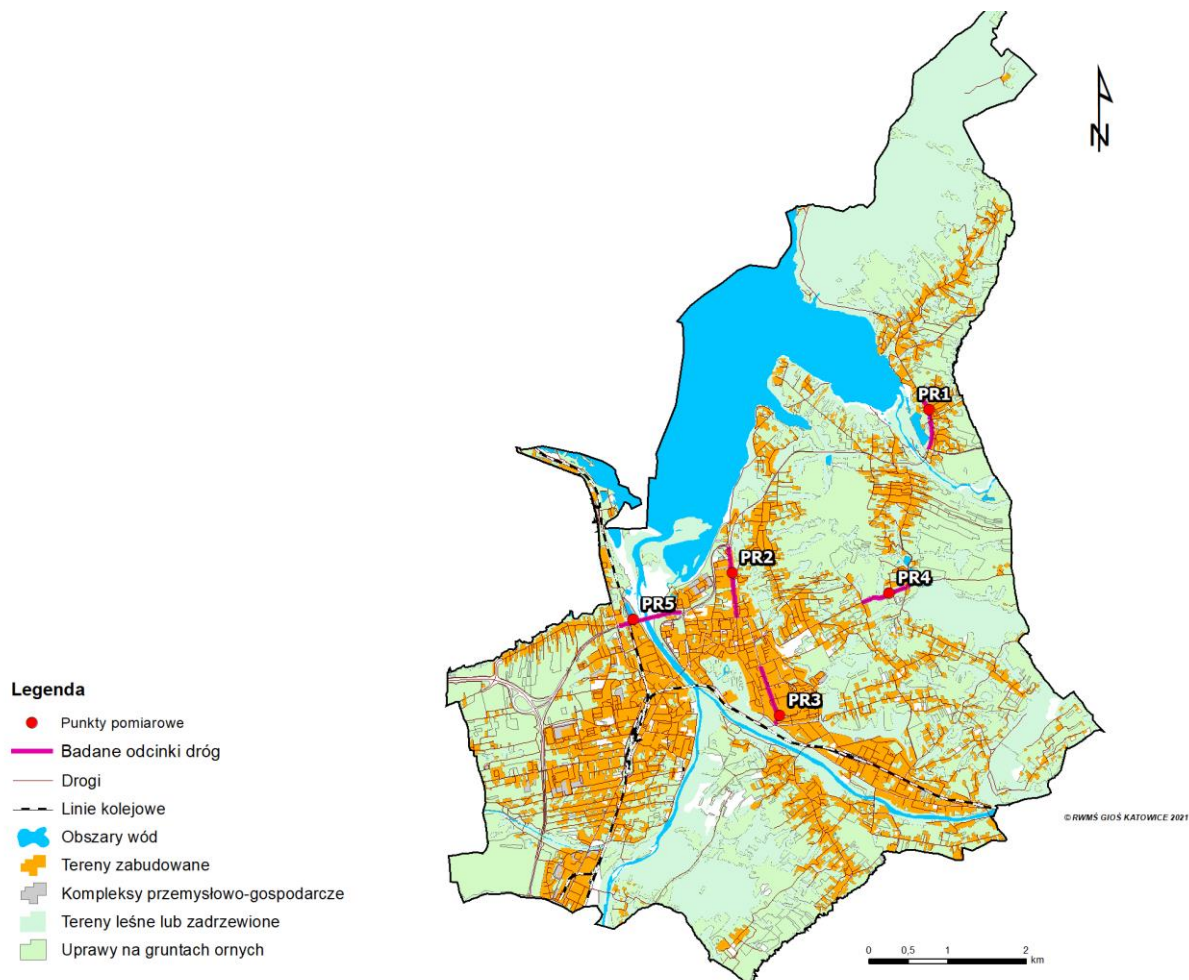 N
PR1
PR2
PR4
PR5
PR3
Legenda
Punkty pomiarowe
Badane odcinki dróg
Drogi
Linie kolejowe
Obszary wód
Tereny zabudowane
Kompleksy przemysłowo-gospodarcze
Tereny leśne lub zadrzewione
Uprawy na gruntach ornych
© RWMŚ GIOŚ KATOWICE 2021
0 0,5 1 2
km